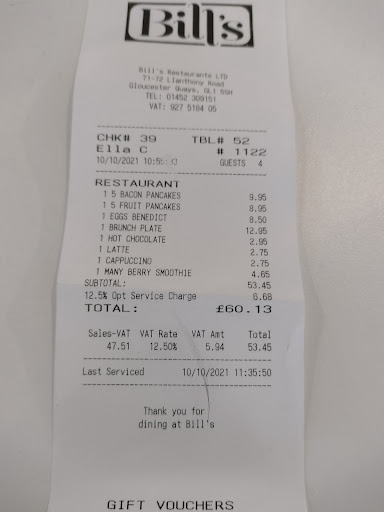 Bill's
Bill's Restaurants LTD
71-72 Llanthony Road
Gloucester Quays, GL1 5SH
TEL: 01452 309151
VAT: 927 5184 05
CHK# 39 TBL# 52
Ella C # 1122
10/10/2021 GUESTS 4
RESTAURANT
1 5 BACON PANCAKES 9.95
1 5 FRUIT PANCAKES 8.95
1 EGGS BENEDICT 8.50
1 BRUNCH PLATE 12.95
1 HOT CHOCOLATE 2.95
1 LATTE 2.75
1 CAPPUCCINO 2.75
1 MANY BERRY SMOOTHIE 4.65
SUBTOTAL: 53.45
12.5% Opt Service Charge 6.68
TOTAL: £60.13
Sales-VAT VAT Rate VAT Amt Total
47.51 12.50% 5.94 53.45
Last Serviced 10/10/2021 11:35:50
Thank you for
dining at Bill's
GIFT VOUCHERS